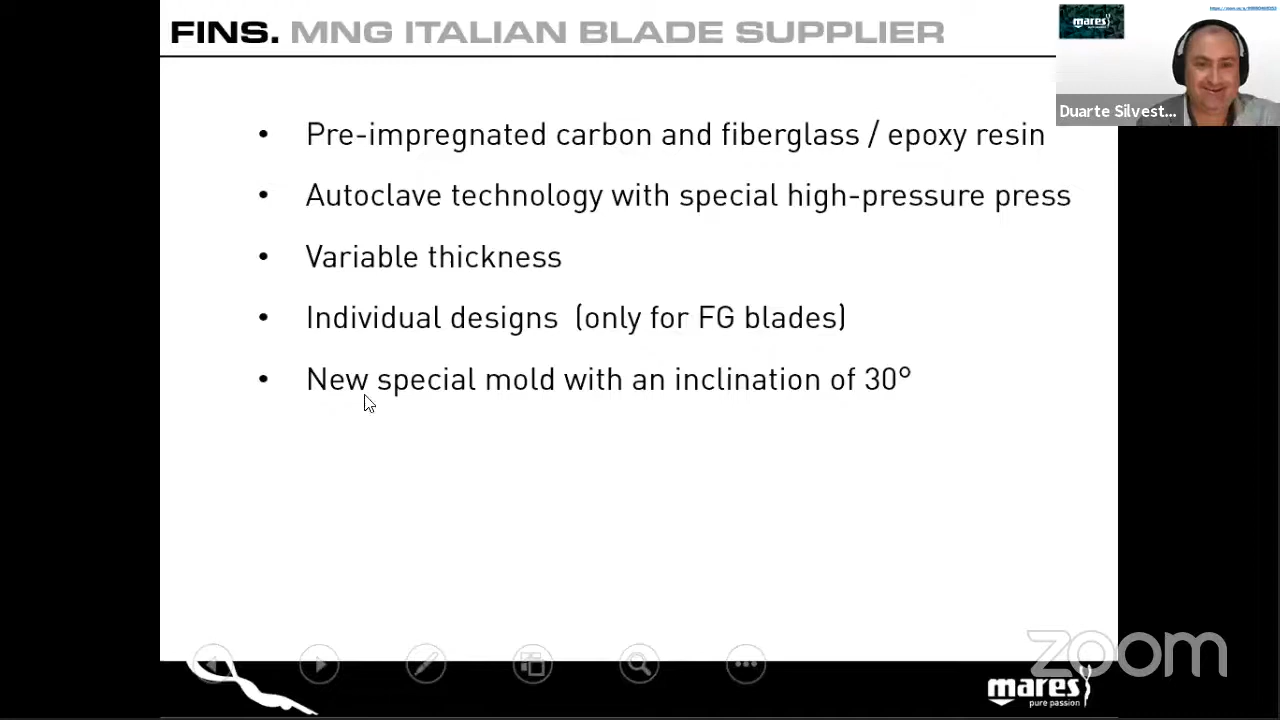 FINS. MNG ITALIAN BLADE SUPPLIER
mares
Duarte Silvest...
• Pre-impregnated carbon and fiberglass / epoxy resin
• Autoclave technology with special high-pressure press
• Variable thickness
• Individual designs (only for FG blades)
• New special mold with an inclination of 30°
zoom
mares
pure passion